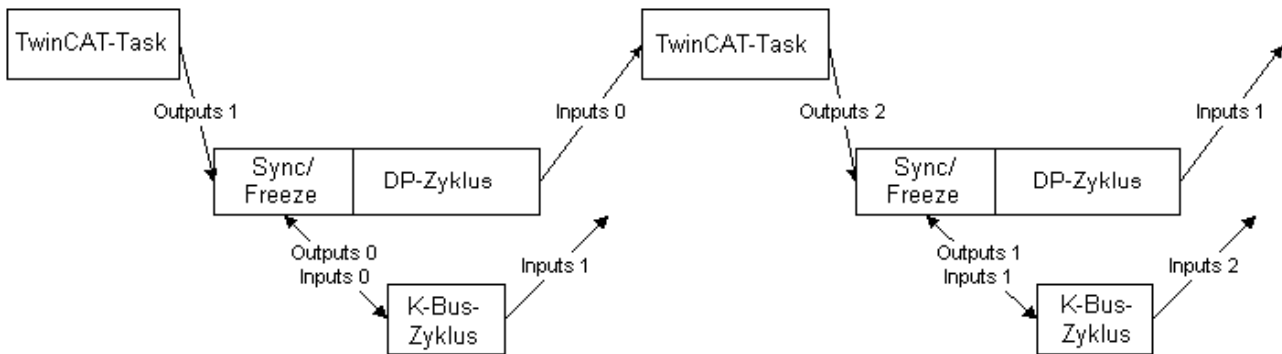 TwinCAT-Task
TwinCAT-Task
Outputs 1
Inputs 0
Outputs 2
Inputs 1
Sync/
Freeze
DP-Zyklus
Sync/
Freeze
DP-Zyklus
Outputs 0
Inputs 0
Inputs 1
Outputs 1
Inputs 1
Inputs 2
K-Bus-
Zyklus
K-Bus-
Zyklus